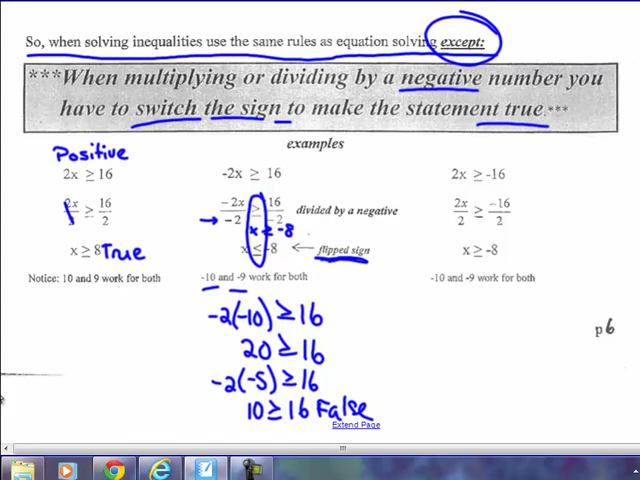 So, when solving inequalities use the same rules as equation solving except:
***When multiplying or dividing by a negative number you
have to switch the sign to make the statement true.***
examples
Positive
2x ≥ 16
2x/2 ≥ 16/2
x ≥ 8 True
Notice: 10 and 9 work for both
-2x ≥ 16
-2x/-2 ≥ 16/-2 divided by a negative
x ≥ -8
x ≤ -8 ← flipped sign
-10 and -9 work for both
-2(-10) ≥ 16
20 ≥ 16
-2(-5) ≥ 16
10 ≥ 16 False
2x ≥ -16
2x/2 ≥ -16/2
x ≥ -8
-10 and -9 work for both
p6
Extend Page